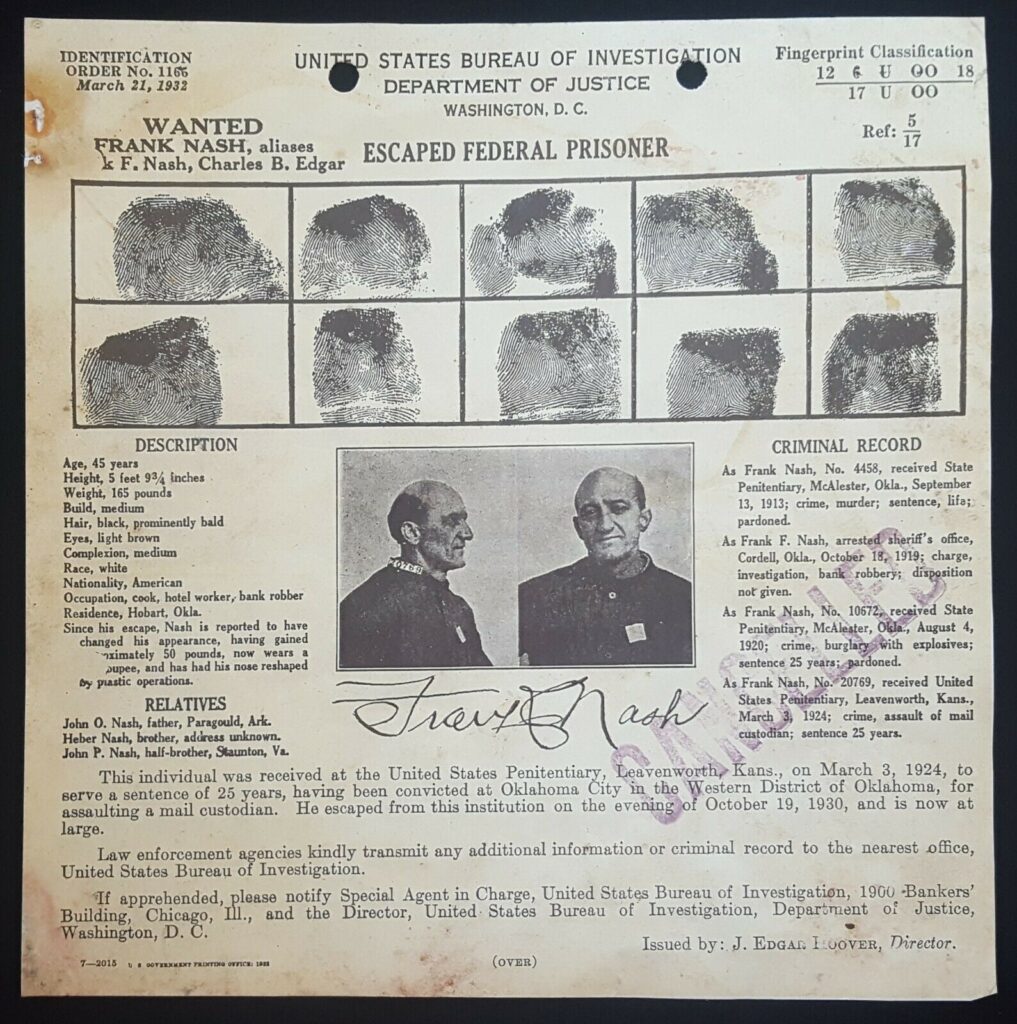 IDENTIFICATION
ORDER No. 1166
March 21, 1932
UNITED STATES BUREAU OF INVESTIGATION
DEPARTMENT OF JUSTICE
WASHINGTON, D. C.
Fingerprint Classification
12 6 U OO 18
17 U OO
Ref: 5
17
WANTED
FRANK NASH, aliases
k F. Nash, Charles B. Edgar
ESCAPED FEDERAL PRISONER
DESCRIPTION
Age, 45 years
Height, 5 feet 9¾ inches
Weight, 165 pounds
Build, medium
Hair, black, prominently bald
Eyes, light brown
Complexion, medium
Race, white
Nationality, American
Occupation, cook, hotel worker, bank robber
Residence, Hobart, Okla.
Since his escape, Nash is reported to have
changed his appearance, having gained
ximately 50 pounds, now wears a
oupee, and has had his nose reshaped
by plastic operations.
RELATIVES
John O. Nash, father, Paragould, Ark.
Heber Nash, brother, address unknown.
John P. Nash, half-brother, Staunton, Va.
Frank Nash
CRIMINAL RECORD
As Frank Nash, No. 4458, received State
Penitentiary, McAlester, Okla., September
13, 1913; crime, murder; sentence, life;
pardoned.
As Frank F. Nash, arrested sheriff's office,
Cordell, Okla., October 18, 1919; charge,
investigation, bank robbery; disposition
not given.
As Frank Nash, No. 10672, received State
Penitentiary, McAlester, Okla., August 4,
1920; crime, burglary with explosives;
sentence 25 years; pardoned.
As Frank Nash, No. 20769, received United
States Penitentiary, Leavenworth, Kans.,
March 3, 1924; crime, assault of mail
custodian; sentence 25 years.
CANCELLED
This individual was received at the United States Penitentiary, Leavenworth, Kans., on March 3, 1924, to
serve a sentence of 25 years, having been convicted at Oklahoma City in the Western District of Oklahoma, for
assaulting a mail custodian. He escaped from this institution on the evening of October 19, 1930, and is now at
large.
Law enforcement agencies kindly transmit any additional information or criminal record to the nearest office,
United States Bureau of Investigation.
If apprehended, please notify Special Agent in Charge, United States Bureau of Investigation, 1900 Bankers'
Building, Chicago, Ill., and the Director, United States Bureau of Investigation, Department of Justice,
Washington, D. C.
Issued by: J. EDGAR HOOVER, Director.
7—2015 U S GOVERNMENT PRINTING OFFICE: 1932
(OVER)